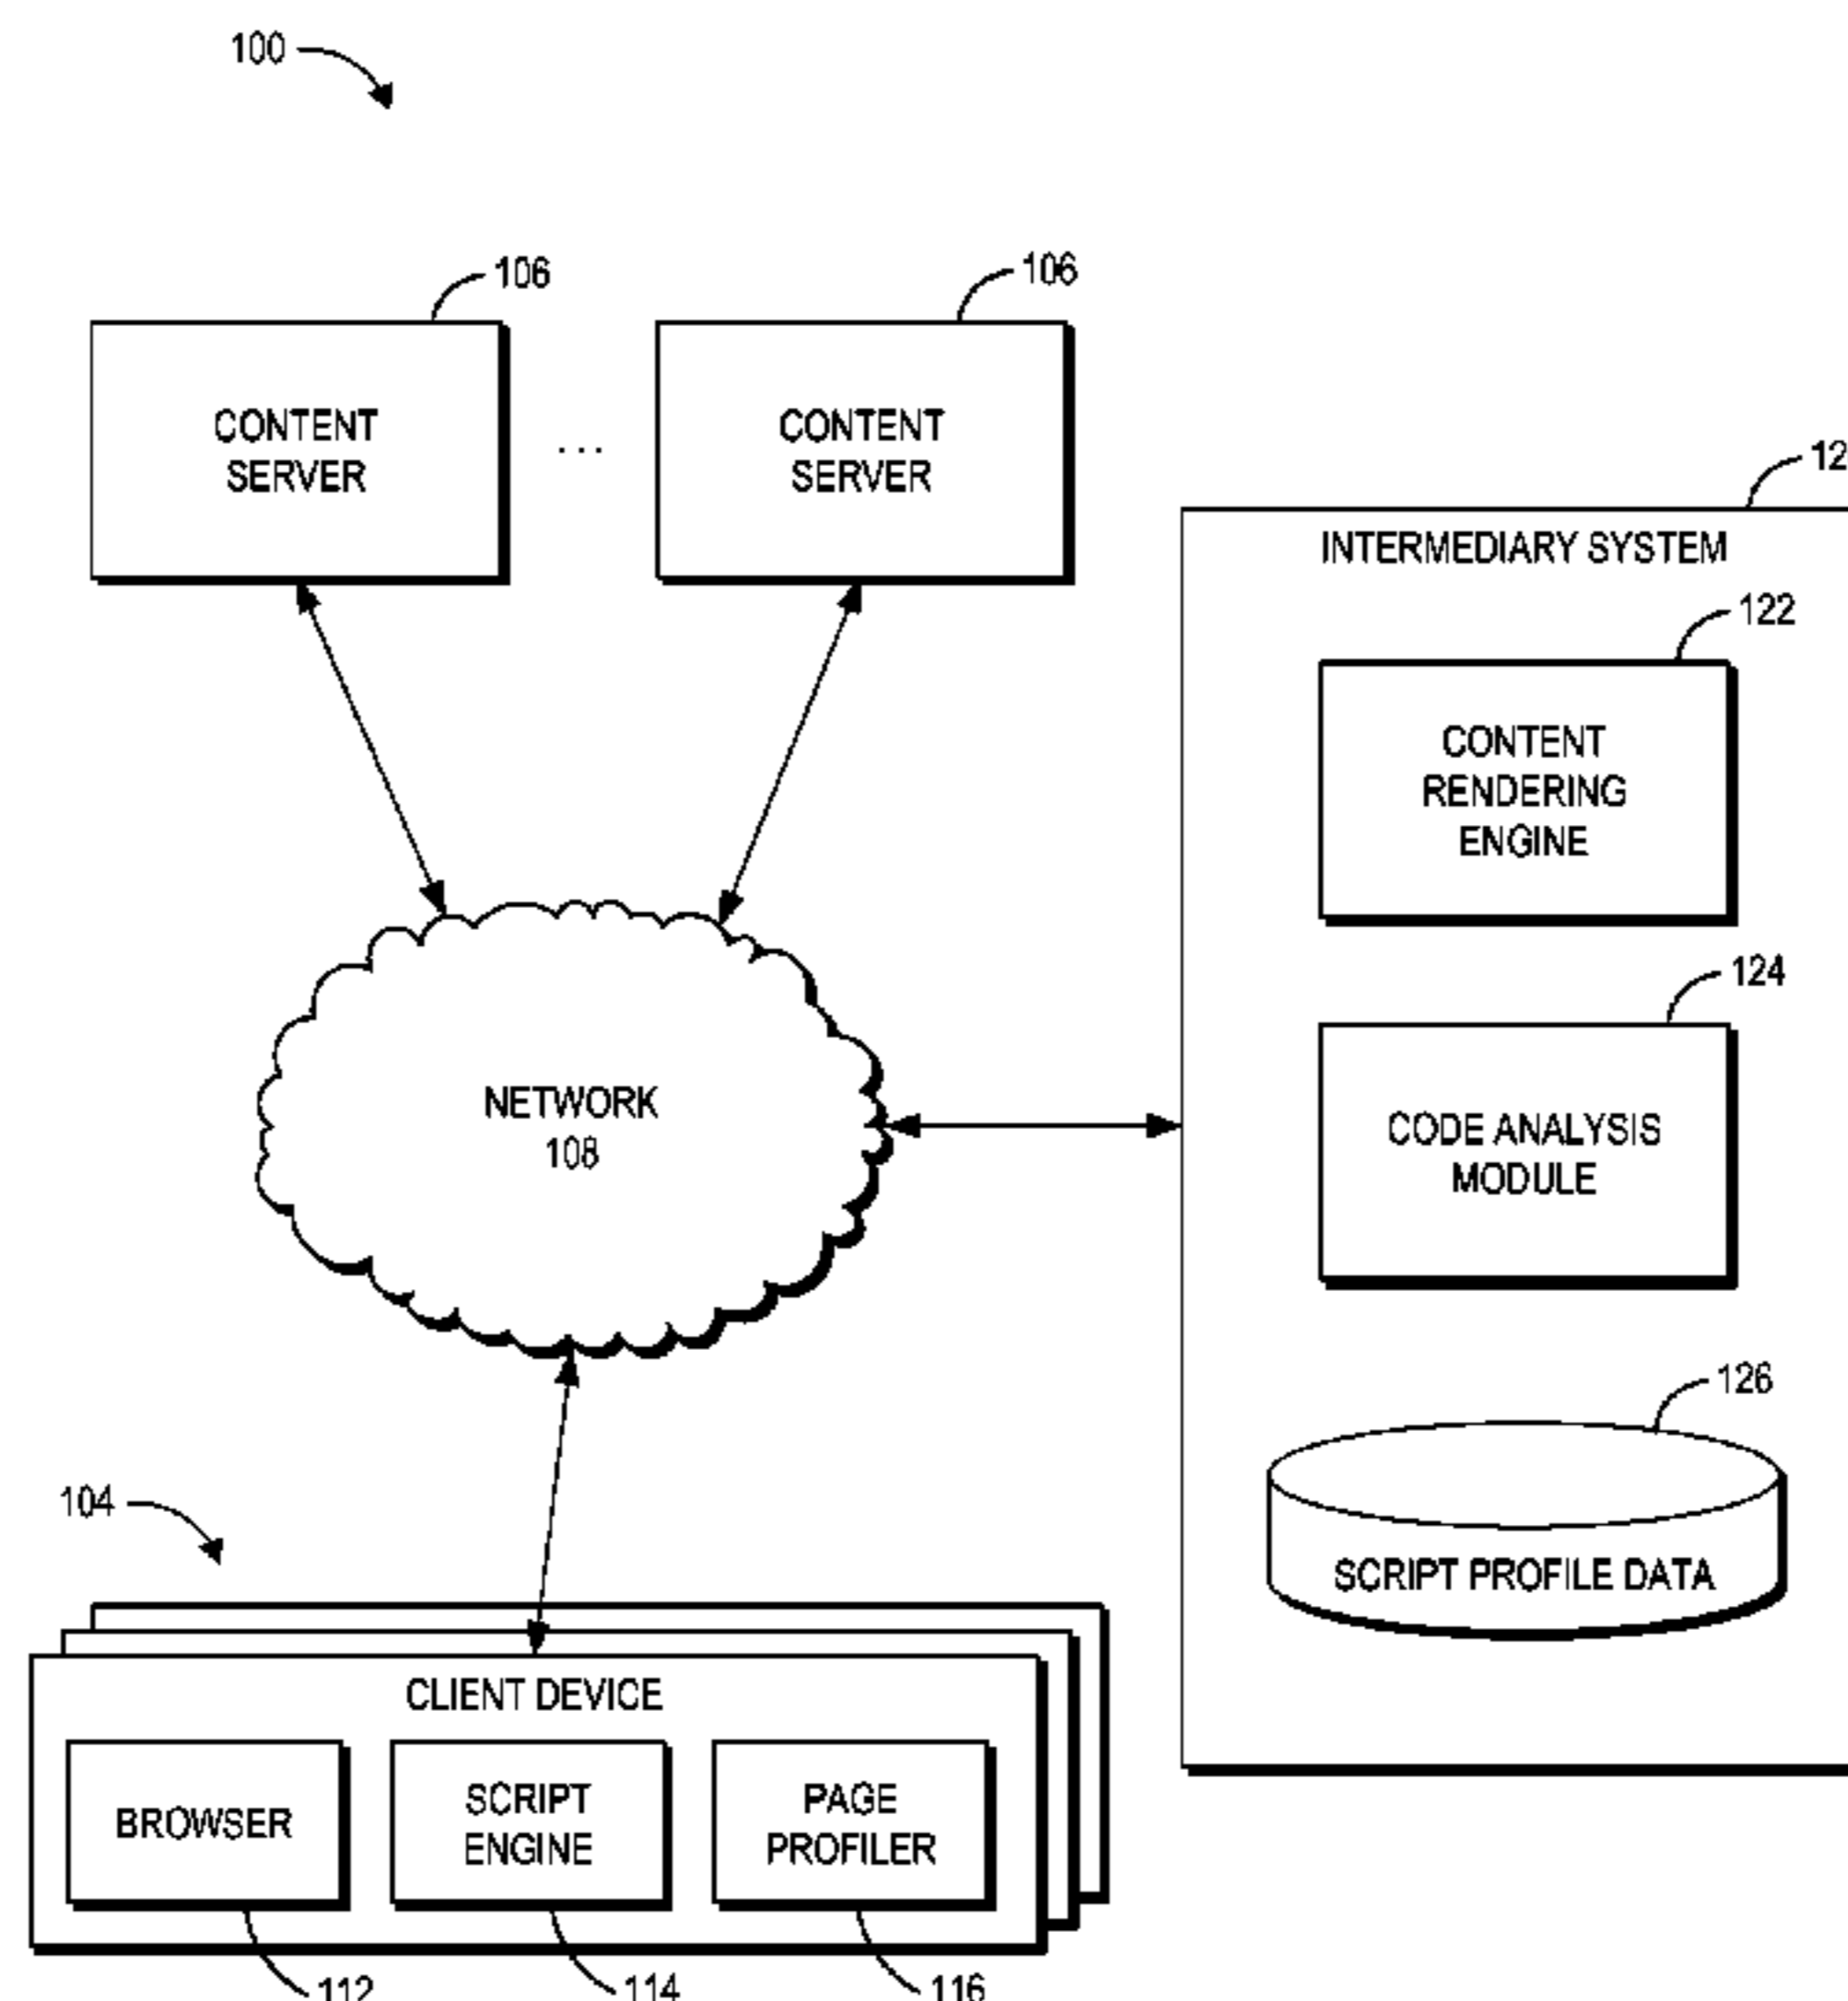 100
106
106
CONTENT
SERVER
...
CONTENT
SERVER
INTERMEDIARY SYSTEM
122
CONTENT
RENDERING
ENGINE
124
CODE ANALYSIS
MODULE
NETWORK
108
126
SCRIPT PROFILE DATA
104
CLIENT DEVICE
BROWSER
SCRIPT
ENGINE
PAGE
PROFILER
112
114
116